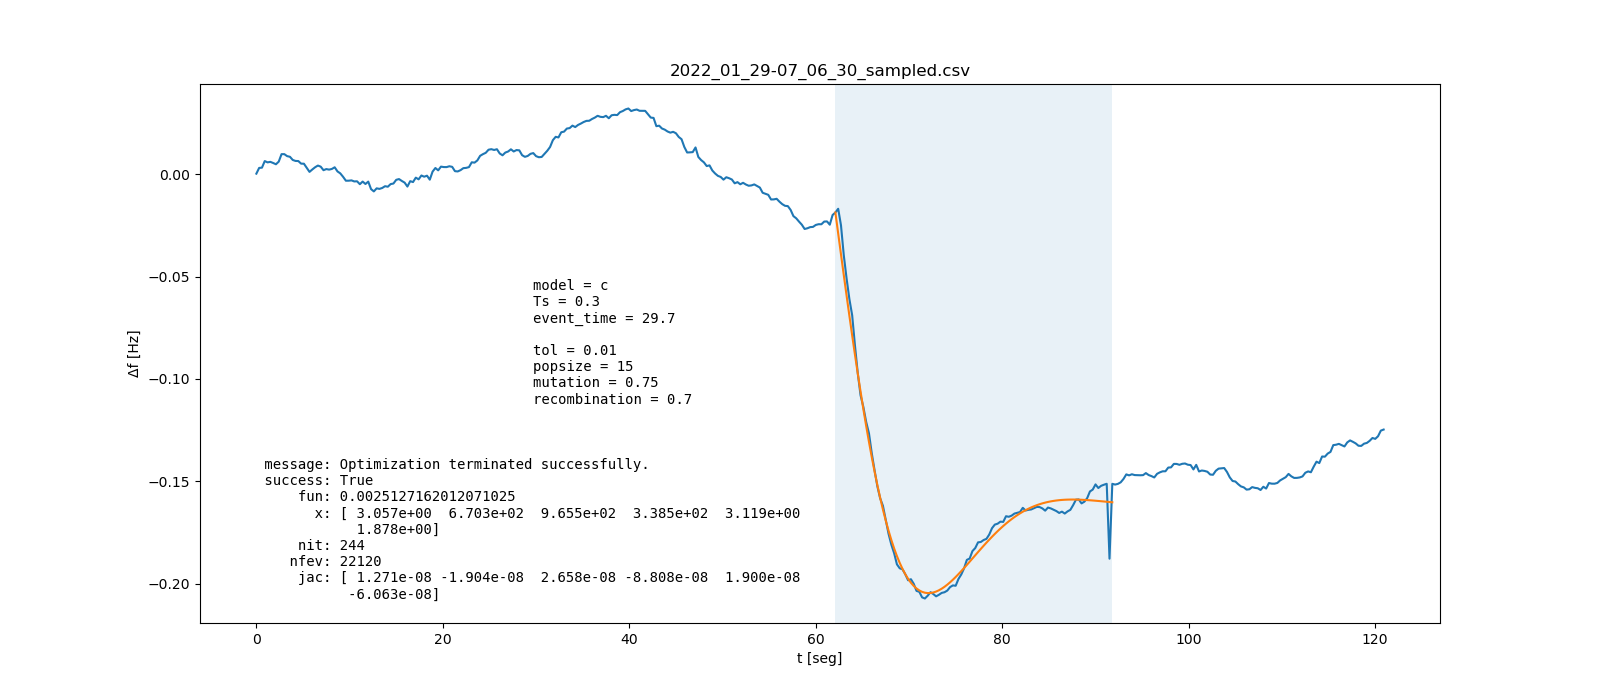 2022_01_29-07_06_30_sampled.csv
Δf [Hz]
0.00
−0.05
−0.10
−0.15
−0.20
model = c
Ts = 0.3
event_time = 29.7
tol = 0.01
popsize = 15
mutation = 0.75
recombination = 0.7
message: Optimization terminated successfully.
success: True
fun: 0.0025127162012071025
x: [ 3.057e+00  6.703e+02  9.655e+02  3.385e+02  3.119e+00
1.878e+00]
nit: 244
nfev: 22120
jac: [ 1.271e-08 -1.904e-08  2.658e-08 -8.808e-08  1.900e-08
-6.063e-08]
0 20 40 60 80 100 120
t [seg]